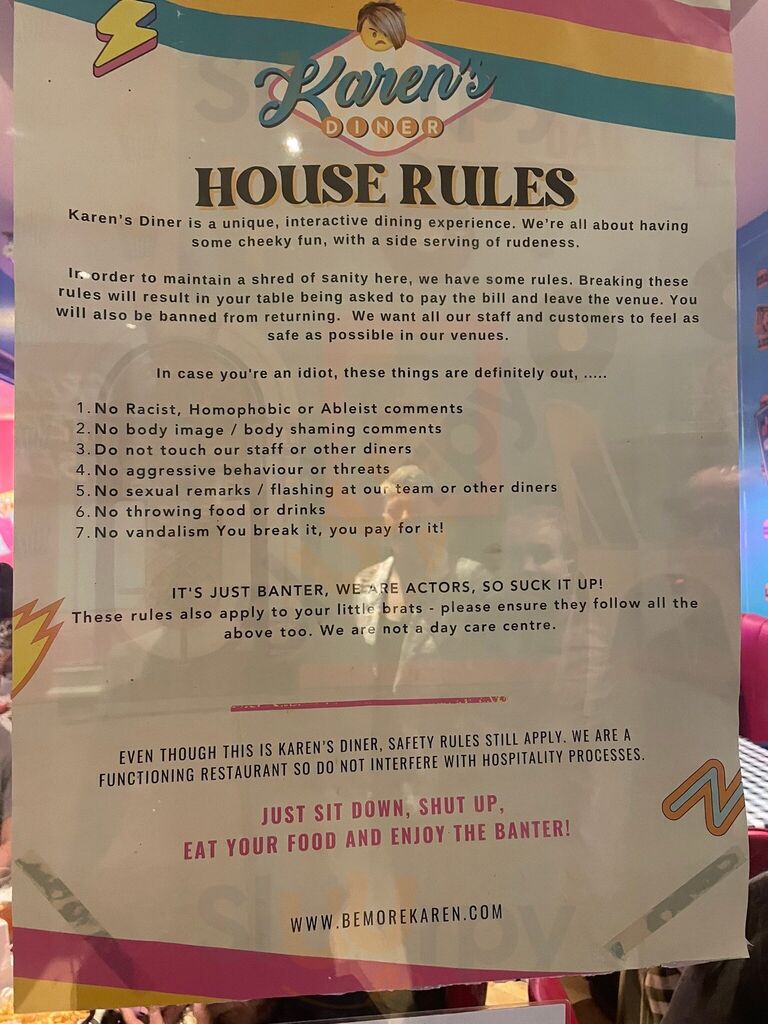 Karen's
DINER
HOUSE RULES
Karen's Diner is a unique, interactive dining experience. We're all about having
some cheeky fun, with a side serving of rudeness.
In order to maintain a shred of sanity here, we have some rules. Breaking these
rules will result in your table being asked to pay the bill and leave the venue. You
will also be banned from returning. We want all our staff and customers to feel as
safe as possible in our venues.
In case you're an idiot, these things are definitely out, .....
1. No Racist, Homophobic or Ableist comments
2. No body image / body shaming comments
3. Do not touch our staff or other diners
4. No aggressive behaviour or threats
5. No sexual remarks / flashing at our team or other diners
6. No throwing food or drinks
7. No vandalism You break it, you pay for it!
IT'S JUST BANTER, WE ARE ACTORS, SO SUCK IT UP!
These rules also apply to your little brats - please ensure they follow all the
above too. We are not a day care centre.
EVEN THOUGH THIS IS KAREN'S DINER, SAFETY RULES STILL APPLY. WE ARE A
FUNCTIONING RESTAURANT SO DO NOT INTERFERE WITH HOSPITALITY PROCESSES.
JUST SIT DOWN, SHUT UP,
EAT YOUR FOOD AND ENJOY THE BANTER!
WWW.BEMOREKAREN.COM